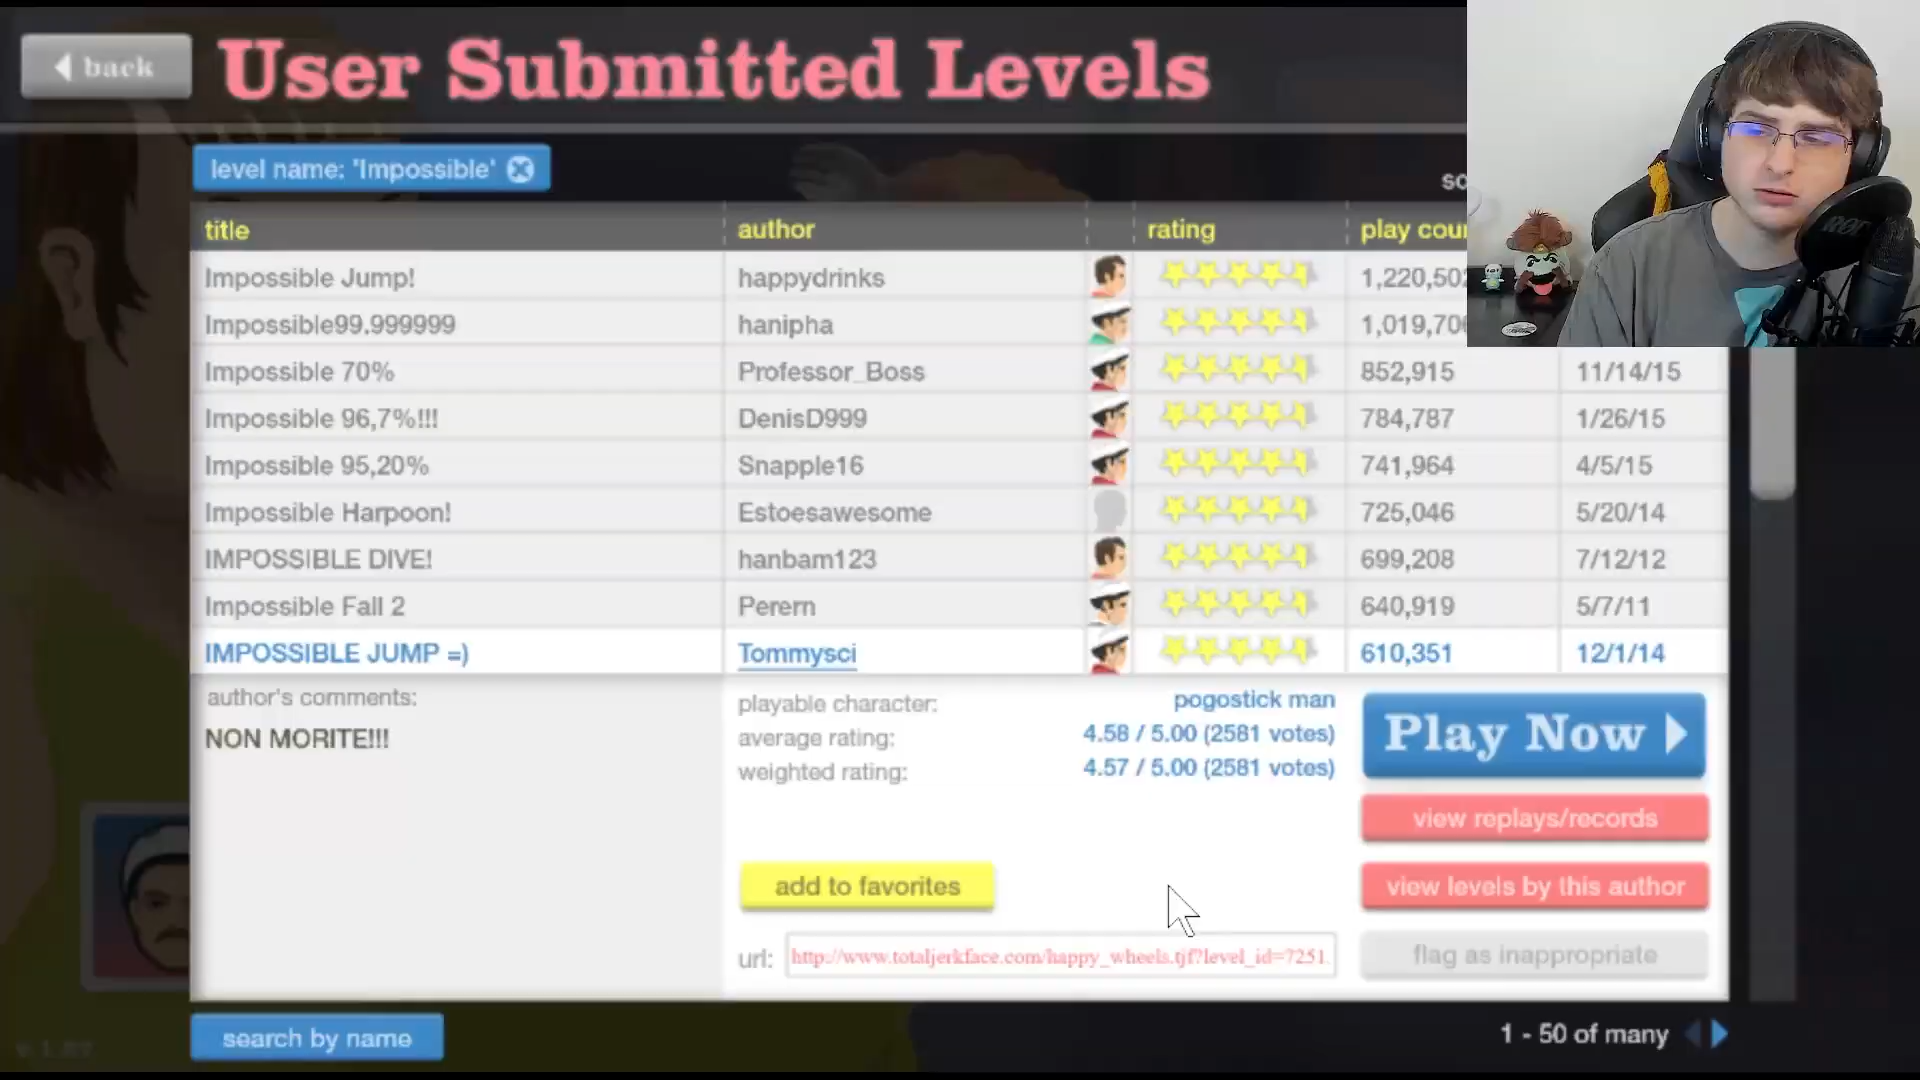 back
User Submitted Levels
level name: 'Impossible'
so
title author rating play cou
Impossible Jump! happydrinks 1,220,502
Impossible99.999999 hanipha 1,019,706
Impossible 70% Professor_Boss 852,915 11/14/15
Impossible 96,7%!!! DenisD999 784,787 1/26/15
Impossible 95,20% Snapple16 741,964 4/5/15
Impossible Harpoon! Estoesawesome 725,046 5/20/14
IMPOSSIBLE DIVE! hanbam123 699,208 7/12/12
Impossible Fall 2 Perern 640,919 5/7/11
IMPOSSIBLE JUMP =) Tommysci 610,351 12/1/14
author's comments:
NON MORITE!!!
playable character: pogostick man
average rating: 4.58 / 5.00 (2581 votes)
weighted rating: 4.57 / 5.00 (2581 votes)
Play Now
view replays/records
add to favorites
view levels by this author
url: http://www.totaljerkface.com/happy_wheels.tjf?level_id=7251
flag as inappropriate
search by name
1 - 50 of many